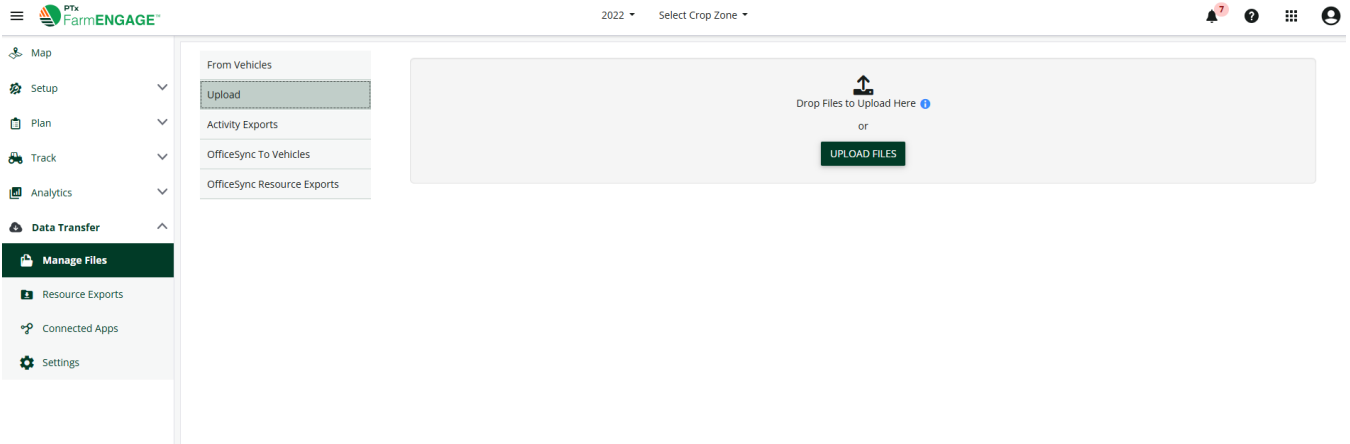 PTx
FarmENGAGE™
2022
Select Crop Zone
7
Map
Setup
Plan
Track
Analytics
Data Transfer
Manage Files
Resource Exports
Connected Apps
Settings
From Vehicles
Upload
Activity Exports
OfficeSync To Vehicles
OfficeSync Resource Exports
Drop Files to Upload Here
or
UPLOAD FILES